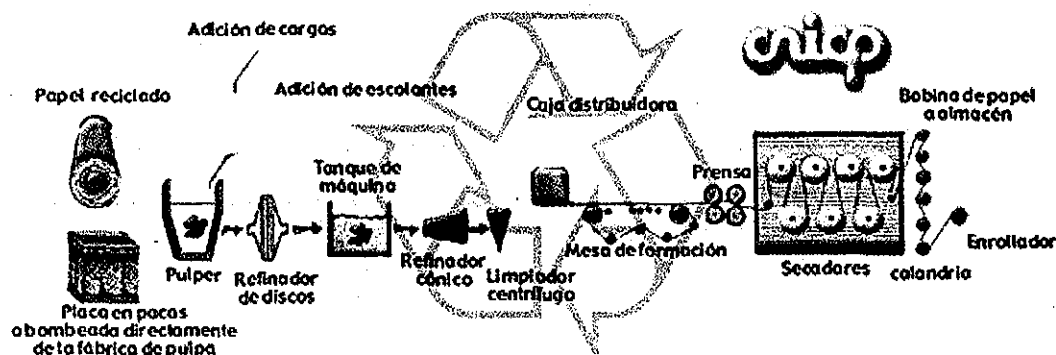 Adición de cargos
Adición de escolantes
Papel reciclado
Caja distribuidora
cnicp
Bobina de papel
a almacén
Tanque de
máquina
Prensa
Pulper
Refinador
de discos
Refinador
cónico
Limpiador
centrífugo
Mesa de formación
Secadores
calandria
Enrollador
Placa en pacas
a bombeada directamente
de la fábrica de pulpa